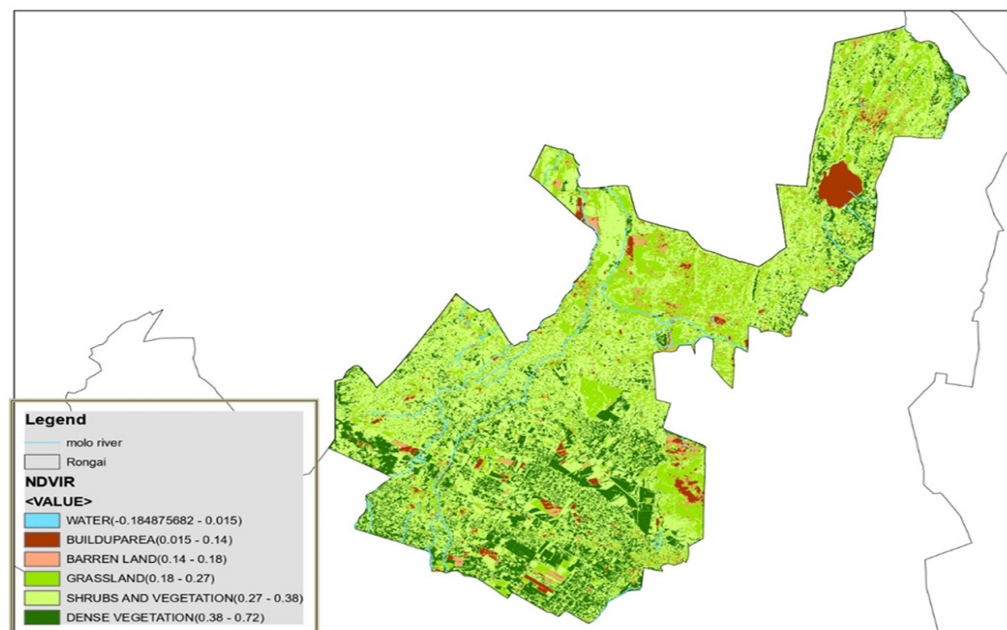 Legend
molo river
Rongai
NDVIR
<VALUE>
WATER(-0.184875682 - 0.015)
BUILDUPAREA(0.015 - 0.14)
BARREN LAND(0.14 - 0.18)
GRASSLAND(0.18 - 0.27)
SHRUBS AND VEGETATION(0.27 - 0.38)
DENSE VEGETATION(0.38 - 0.72)